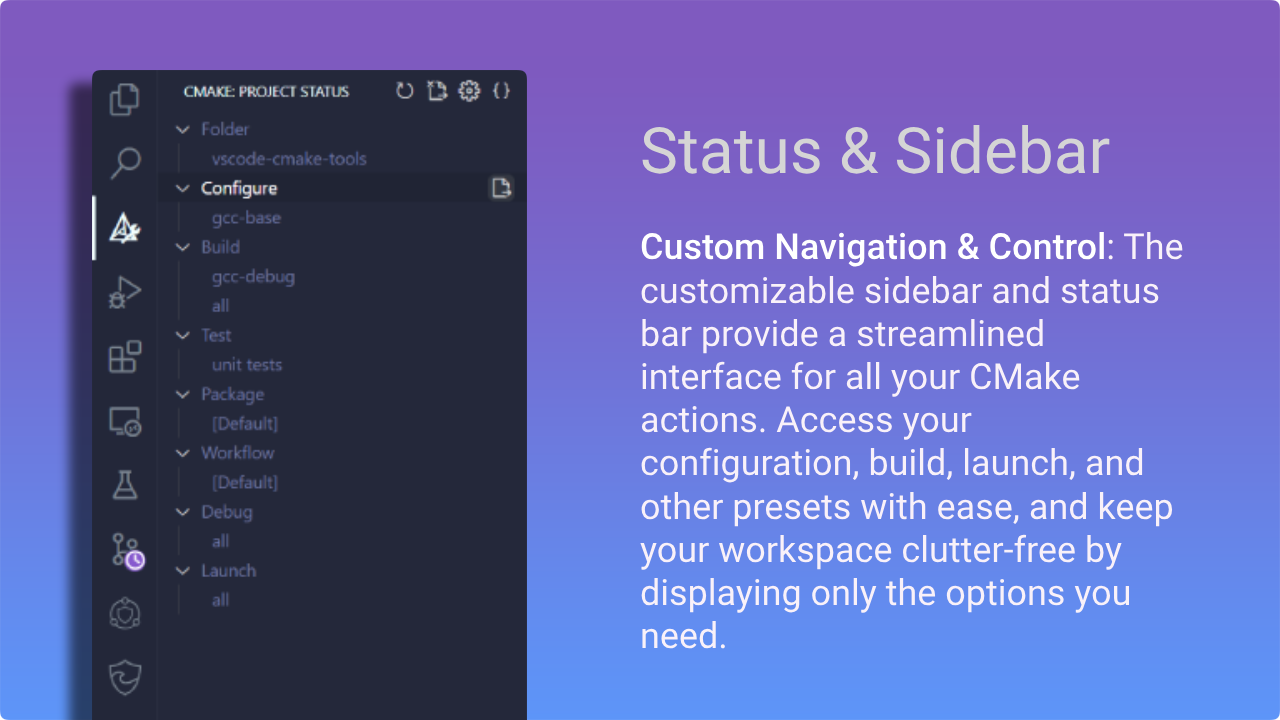 CMAKE: PROJECT STATUS
Folder
vscode-cmake-tools
Configure
gcc-base
Build
gcc-debug
all
Test
unit tests
Package
[Default]
Workflow
[Default]
Debug
all
Launch
all
Status & Sidebar
Custom Navigation & Control: The
customizable sidebar and status
bar provide a streamlined
interface for all your CMake
actions. Access your
configuration, build, launch, and
other presets with ease, and keep
your workspace clutter-free by
displaying only the options you
need.